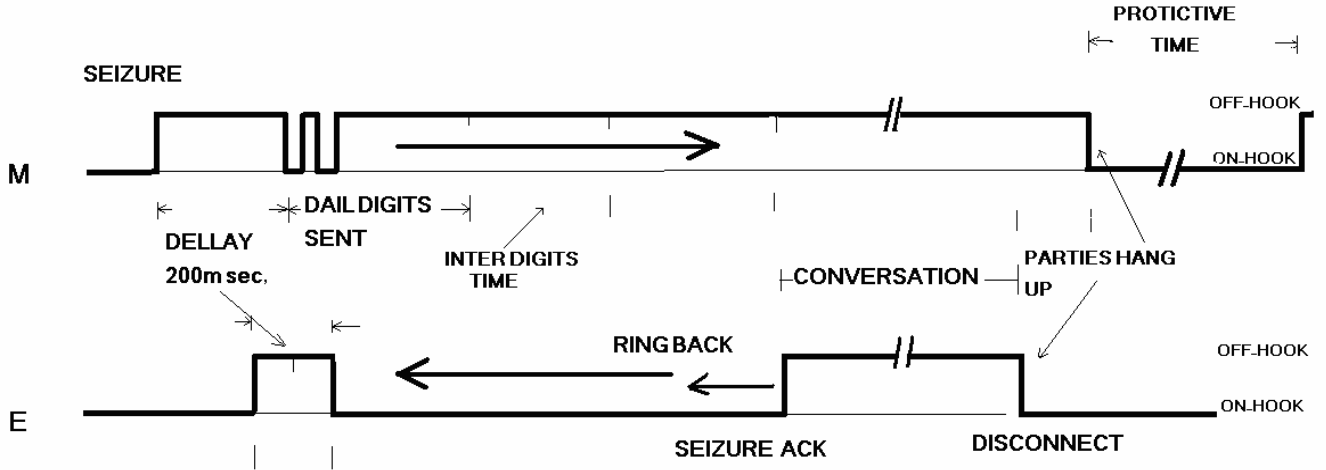 PROTICTIVE
TIME
SEIZURE
OFF-HOOK
M
ON-HOOK
DAIL DIGITS
SENT
DELLAY
200m sec,
INTER DIGITS
TIME
CONVERSATION
PARTIES HANG
UP
RING BACK
OFF-HOOK
E
ON-HOOK
SEIZURE ACK
DISCONNECT